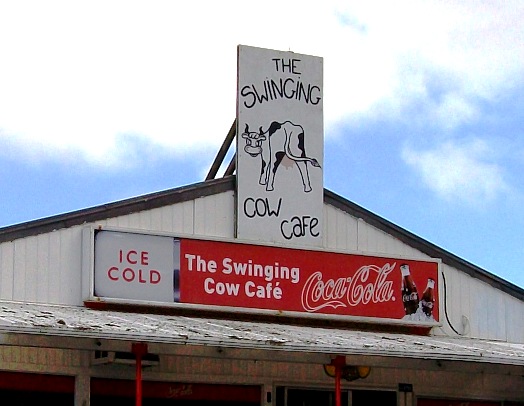 THE
SWiNGiNG
COW
CaFe
ICE
COLD
The Swinging
Cow Café
Coca-Cola